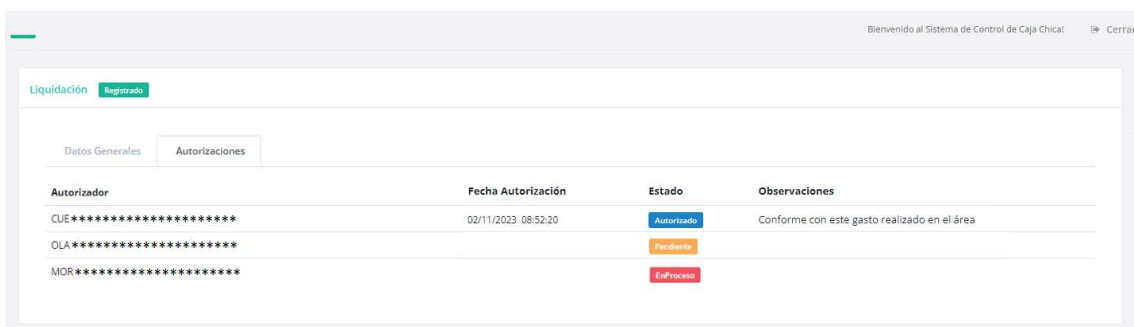 Bienvenido al Sistema de Control de Caja Chica! Cerrar
Liquidación Registrado
Datos Generales Autorizaciones
Autorizador Fecha Autorización Estado Observaciones
CUE********************* 02/11/2023 08:52:20 Autorizado Conforme con este gasto realizado en el área
OLA********************* Pendiente
MOR********************* EnProceso